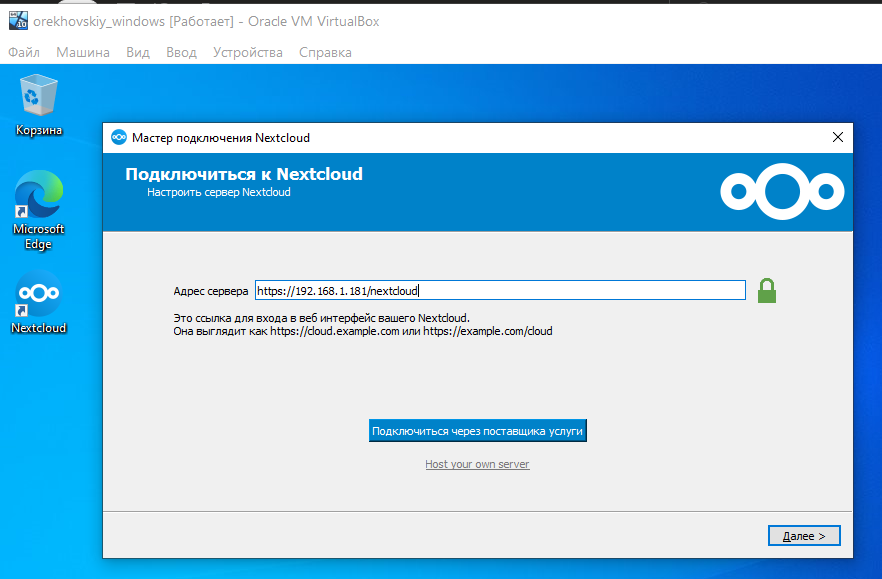 orekhovskiy_windows [Работает] - Oracle VM VirtualBox
Файл Машина Вид Ввод Устройства Справка
Корзина
Microsoft
Edge
Nextcloud
Мастер подключения Nextcloud
Подключиться к Nextcloud
Настроить сервер Nextcloud
Адрес сервера https://192.168.1.181/nextcloud
Это ссылка для входа в веб интерфейс вашего Nextcloud.
Она выглядит как https://cloud.example.com или https://example.com/cloud
Подключиться через поставщика услуги
Host your own server
Далее >